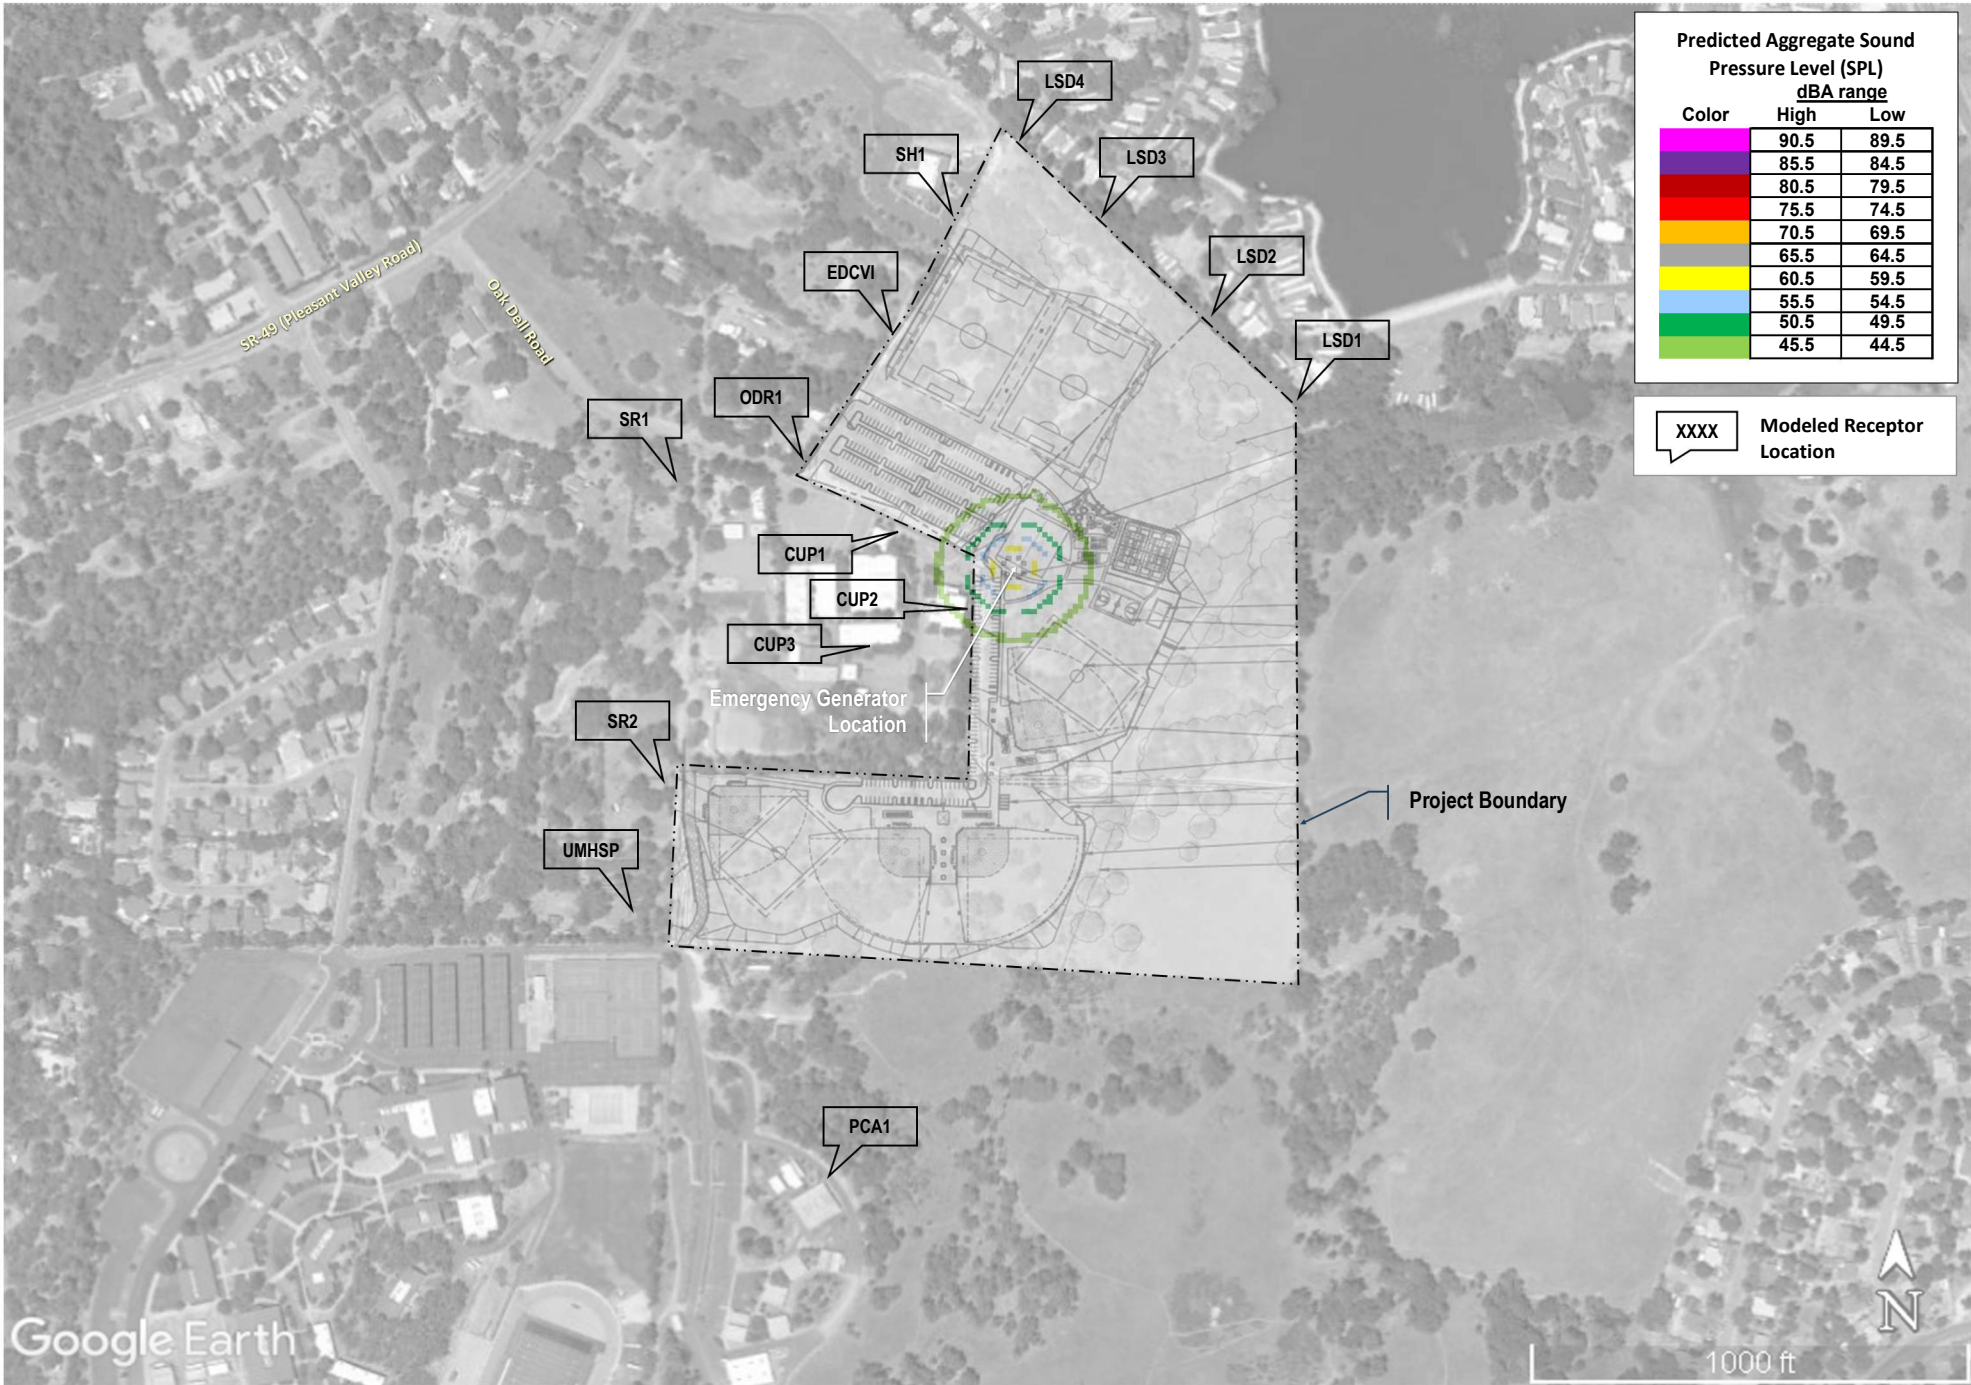 Predicted Aggregate Sound
Pressure Level (SPL)
dBA range
Color High Low
90.5 89.5
85.5 84.5
80.5 79.5
75.5 74.5
70.5 69.5
65.5 64.5
60.5 59.5
55.5 54.5
50.5 49.5
45.5 44.5
XXXX Modeled Receptor
Location
LSD4
SH1
LSD3
EDCVI
LSD2
SR-49 (Pleasant Valley Road)
Oak Dell Road
LSD1
ODR1
SR1
CUP1
CUP2
CUP3
Emergency Generator
Location
SR2
Project Boundary
UMHSP
PCA1
N
Google Earth
1000 ft